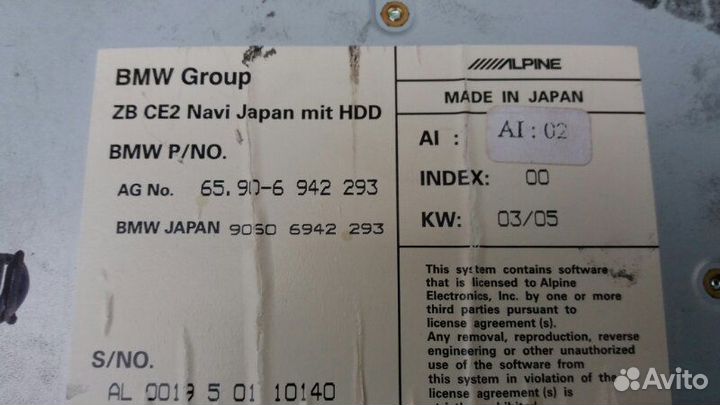 BMW Group
ZB CE2 Navi Japan mit HDD
BMW P/NO.
AG No. 65.90-6 942 293
BMW JAPAN 9060 6942 293
S/NO.
AL 0019 5 01 10140
ALPINE
MADE IN JAPAN
AI : AI : 02
INDEX: 00
KW: 03/05
This system contains software
that is licensed to Alpine
Electronics, Inc. by one or more
third parties pursuant to
license agreement (s).
Any removal, reproduction, reverse
engineering or other unauthorized
use of the software from
this system in violation of the
license agreement (s) is
strictly prohibited.
Avito